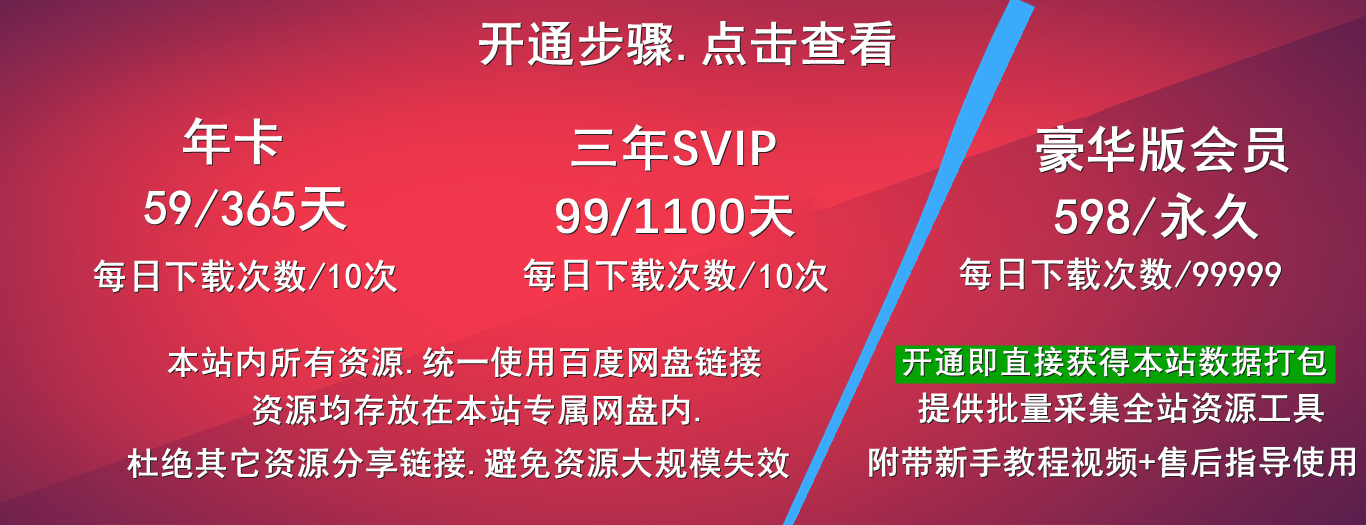 开通步骤.点击查看
年卡
59/365天
每日下载次数/10次
三年SVIP
99/1100天
每日下载次数/10次
豪华版会员
598/永久
每日下载次数/99999
本站内所有资源.统一使用百度网盘链接
资源均存放在本站专属网盘内.
杜绝其它资源分享链接.避免资源大规模失效
开通即直接获得本站数据打包
提供批量采集全站资源工具
附带新手教程视频+售后指导使用